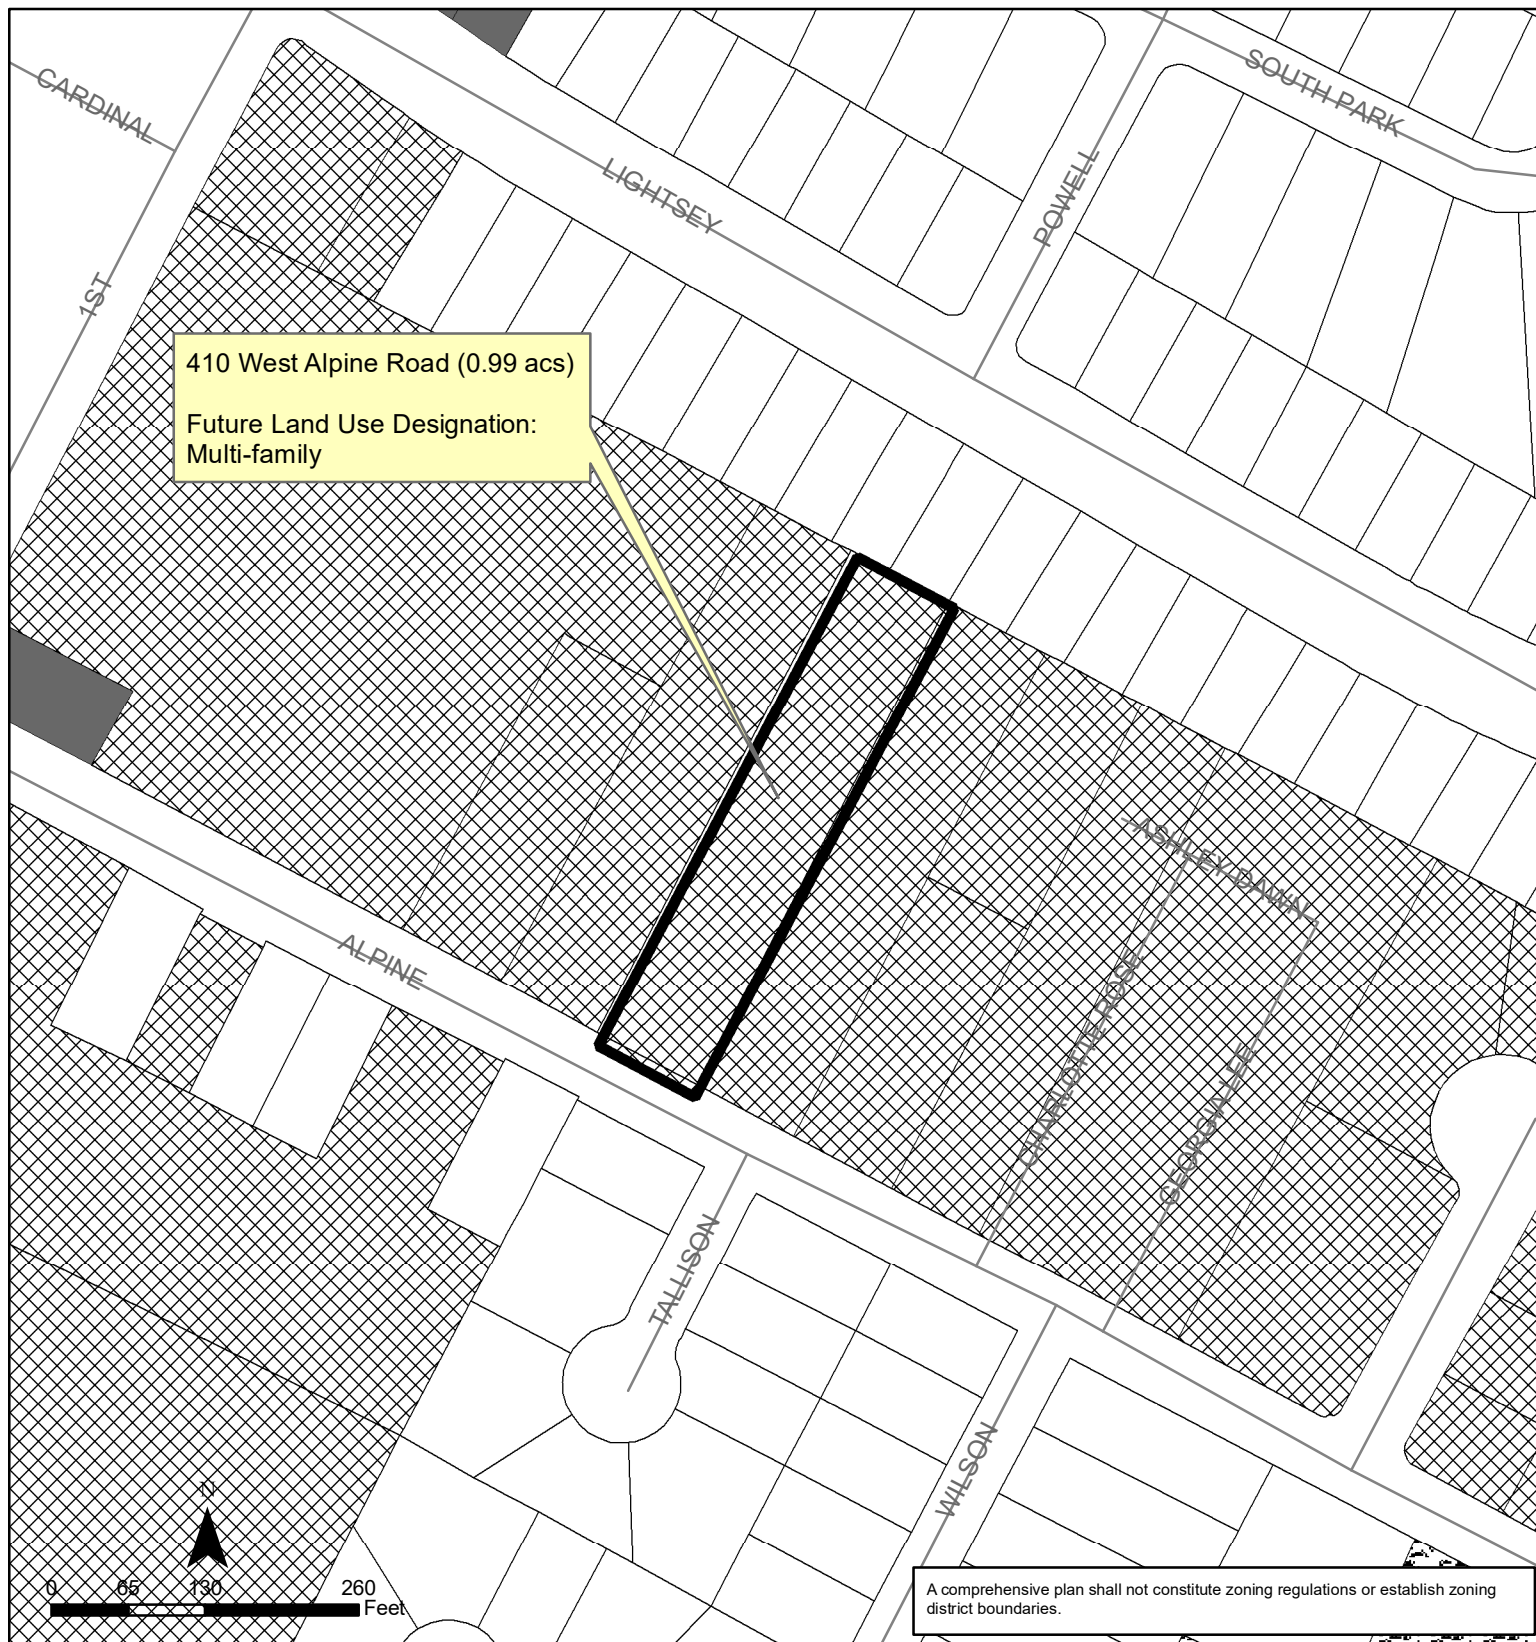 SOUTH PARK
CARDINAL
LIGHTSEY
POWELL
1ST
410 West Alpine Road (0.99 acs)
Future Land Use Designation:
Multi-family
ASHLEY DAWN
ALPINE
CHARLOTTE ROSE
GEORGIA LEE
TALLISON
WILSON
N
0 65 130 260
Feet
A comprehensive plan shall not constitute zoning regulations or establish zoning
district boundaries.